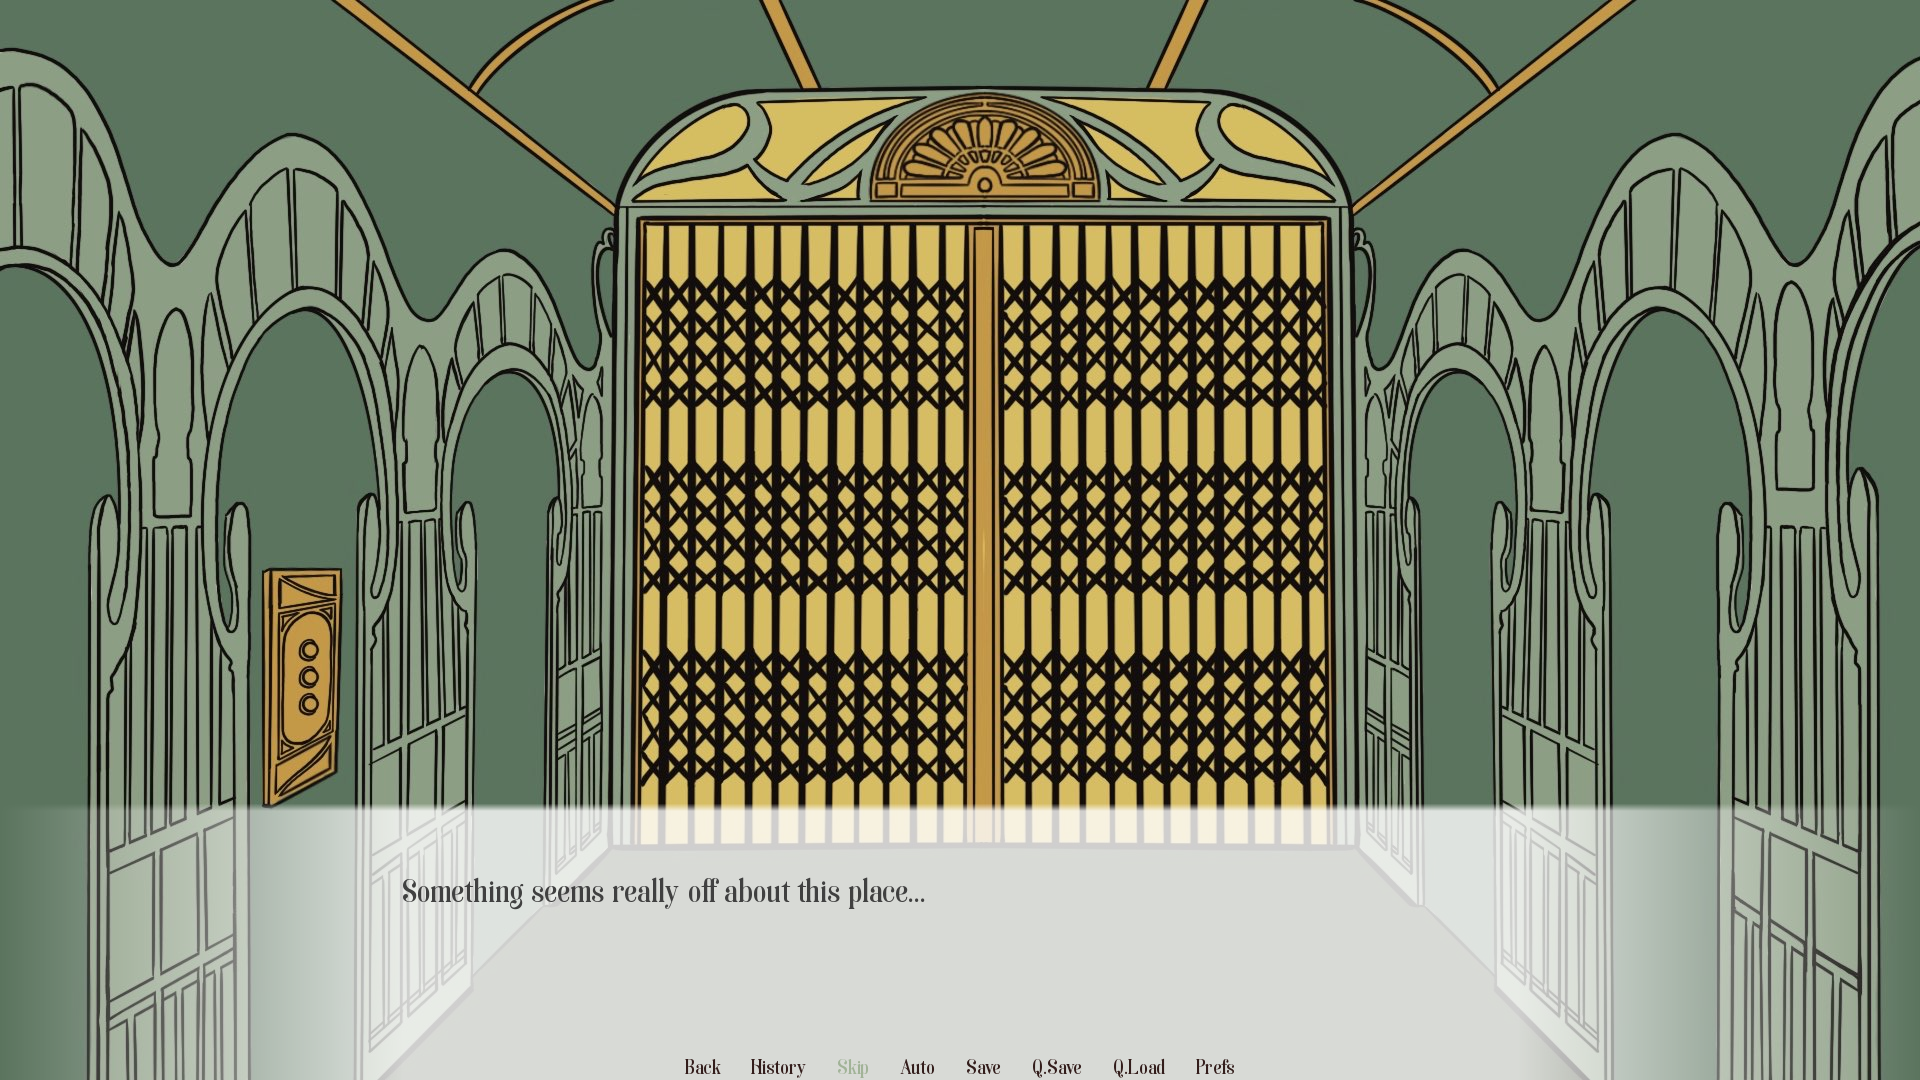 Something seems really off about this place...
Back History Skip Auto Save Q.Save Q.Load Prefs